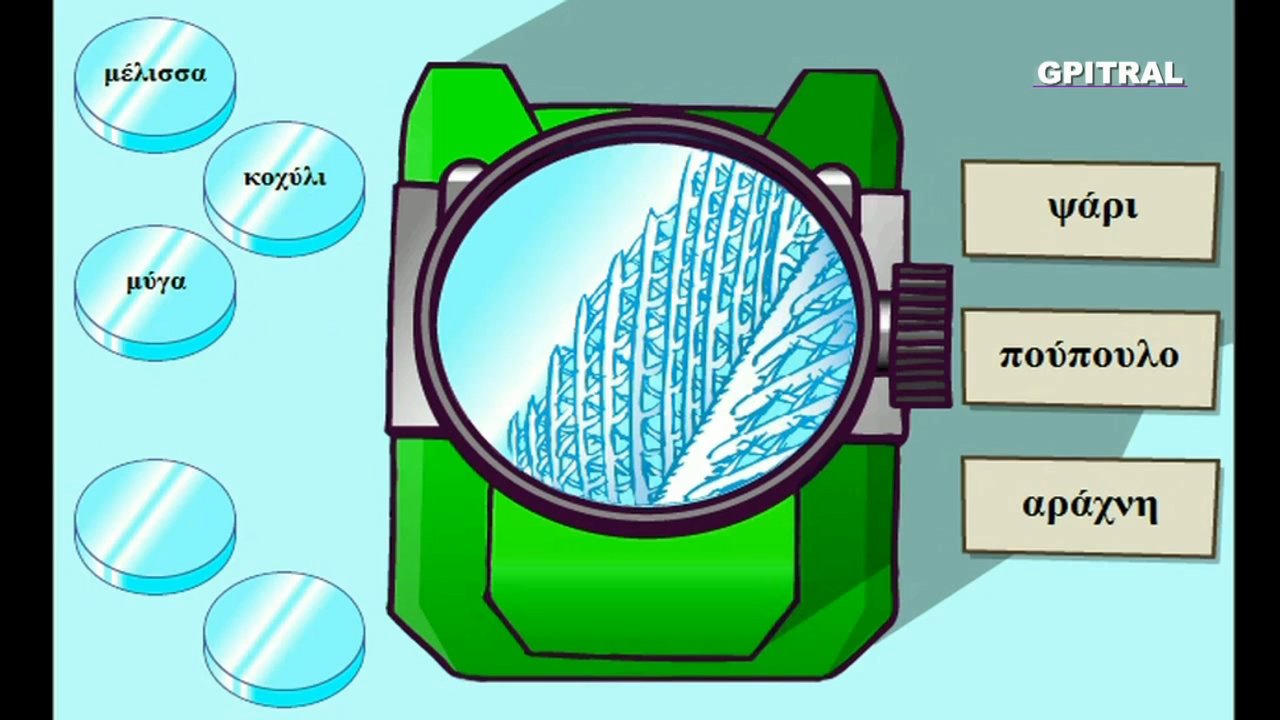 μέλισσα
κοχύλι
μύγα
GPITRAL
ψάρι
πούπουλο
αράχνη